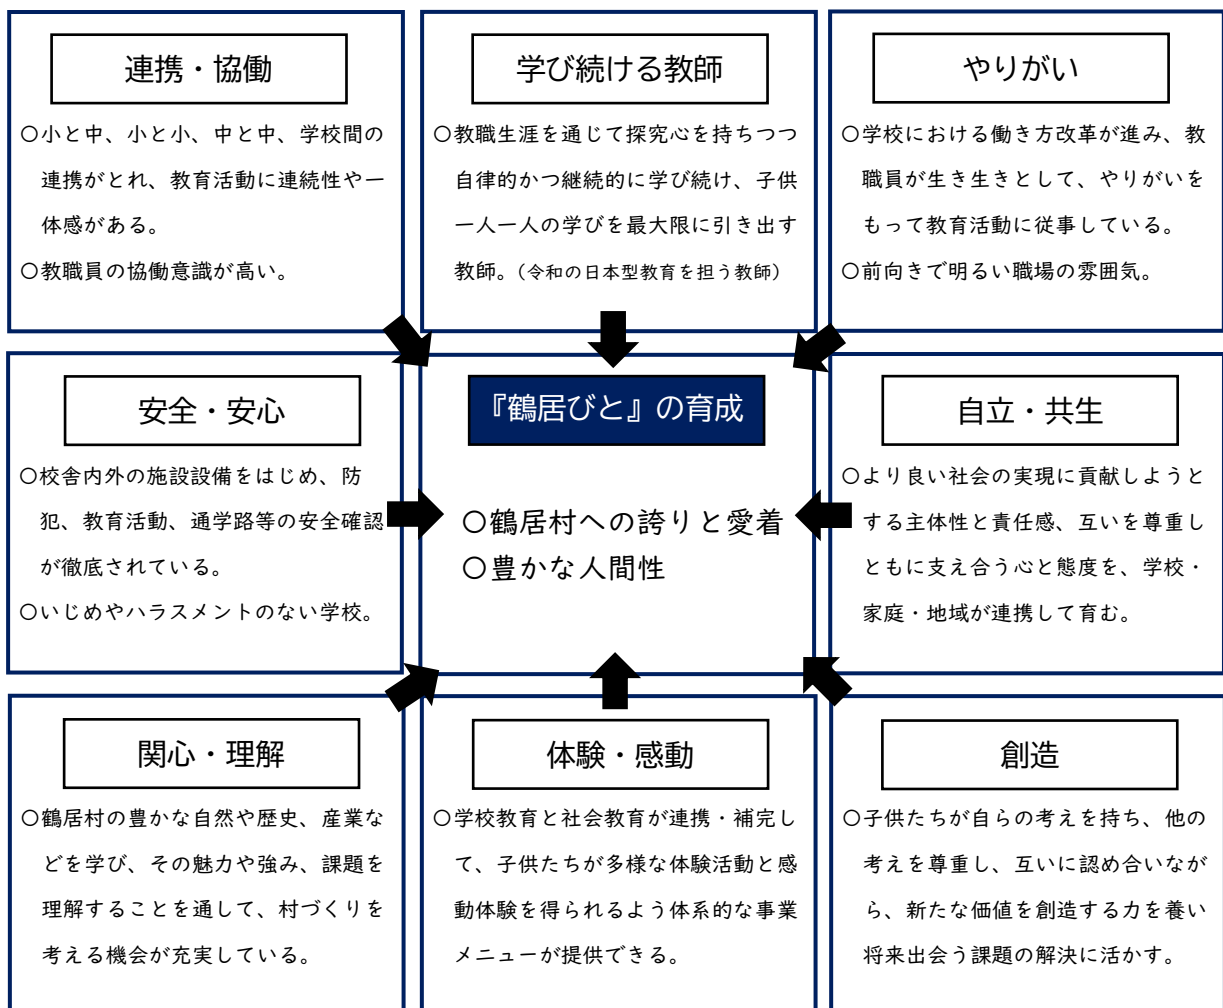 連携・協働
○小と中、小と小、中と中、学校間の
連携がとれ、教育活動に連続性や一
体感がある。
○教職員の協働意識が高い。
学び続ける教師
○教職生涯を通じて探究心を持ちつつ
自律的かつ継続的に学び続け、子供
一人一人の学びを最大限に引き出す
教師。(令和の日本型教育を担う教師)
やりがい
○学校における働き方改革が進み、教
職員が生き生きとして、やりがいを
もって教育活動に従事している。
○前向きで明るい職場の雰囲気。
安全・安心
○校舎内外の施設設備をはじめ、防
犯、教育活動、通学路等の安全確認
が徹底されている。
○いじめやハラスメントのない学校。
『鶴居びと』の育成
○鶴居村への誇りと愛着
○豊かな人間性
自立・共生
○より良い社会の実現に貢献しようと
する主体性と責任感、互いを尊重し
ともに支え合う心と態度を、学校・
家庭・地域が連携して育む。
関心・理解
○鶴居村の豊かな自然や歴史、産業な
どを学び、その魅力や強み、課題を
理解することを通して、村づくりを
考える機会が充実している。
体験・感動
○学校教育と社会教育が連携・補完し
て、子供たちが多様な体験活動と感
動体験を得られるよう体系的な事業
メニューが提供できる。
創造
○子供たちが自らの考えを持ち、他の
考えを尊重し、互いに認め合いなが
ら、新たな価値を創造する力を養い
将来出会う課題の解決に活かす。